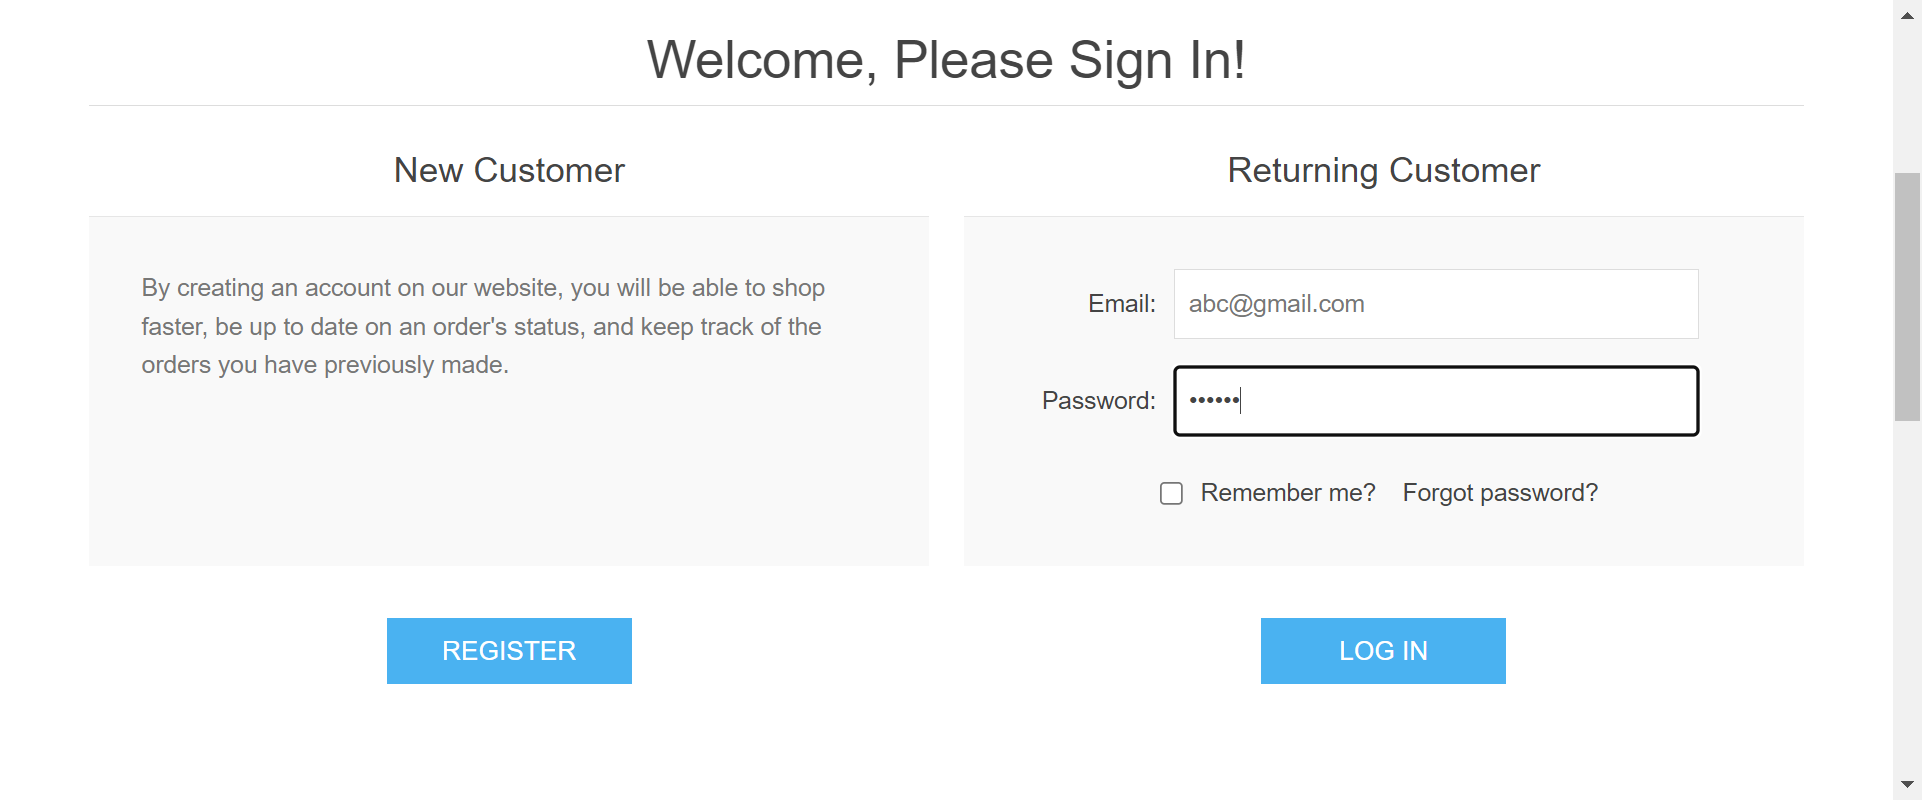 Welcome, Please Sign In!
New Customer
By creating an account on our website, you will be able to shop
faster, be up to date on an order's status, and keep track of the
orders you have previously made.
REGISTER
Returning Customer
Email: abc@gmail.com
Password: ••••••
Remember me? Forgot password?
LOG IN